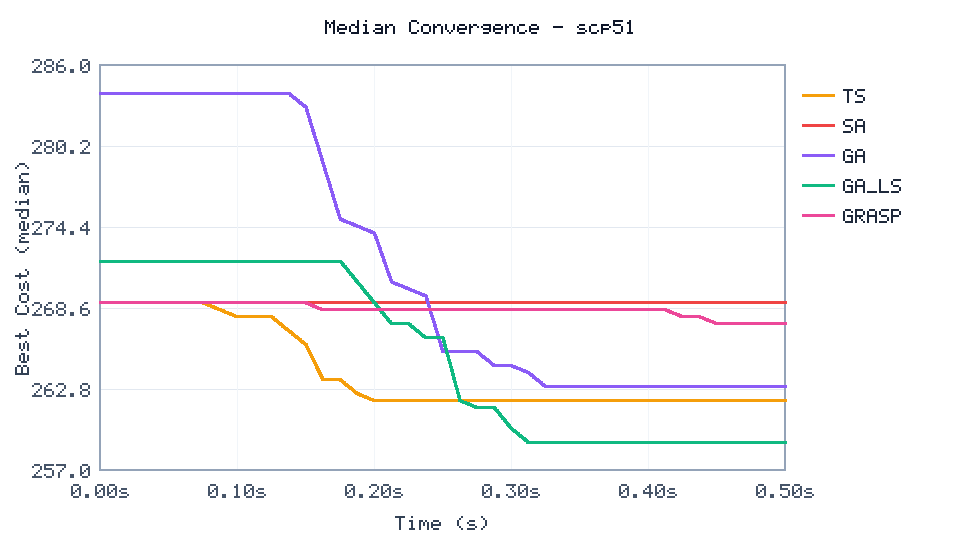 Median Convergence - scp51
286.0
280.2
274.4
268.6
262.8
257.0
Best Cost (median)
0.00s 0.10s 0.20s 0.30s 0.40s 0.50s
Time (s)
TS
SA
GA
GA_LS
GRASP